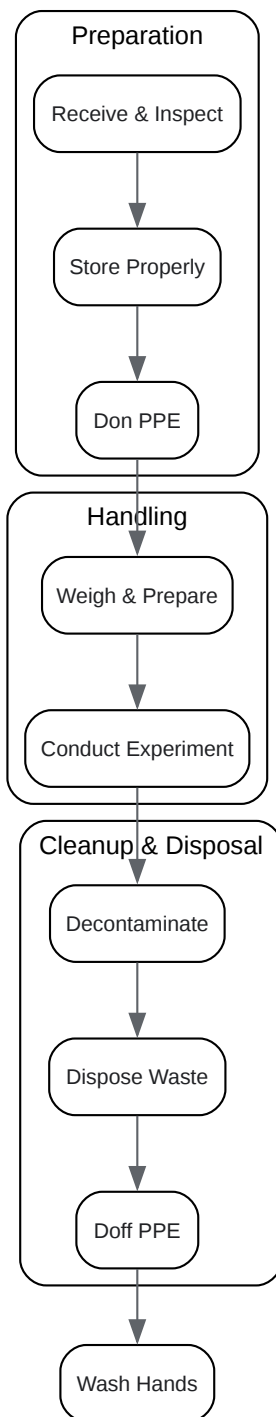 Preparation
Receive & Inspect
Store Properly
Don PPE
Handling
Weigh & Prepare
Conduct Experiment
Cleanup & Disposal
Decontaminate
Dispose Waste
Doff PPE
Wash Hands